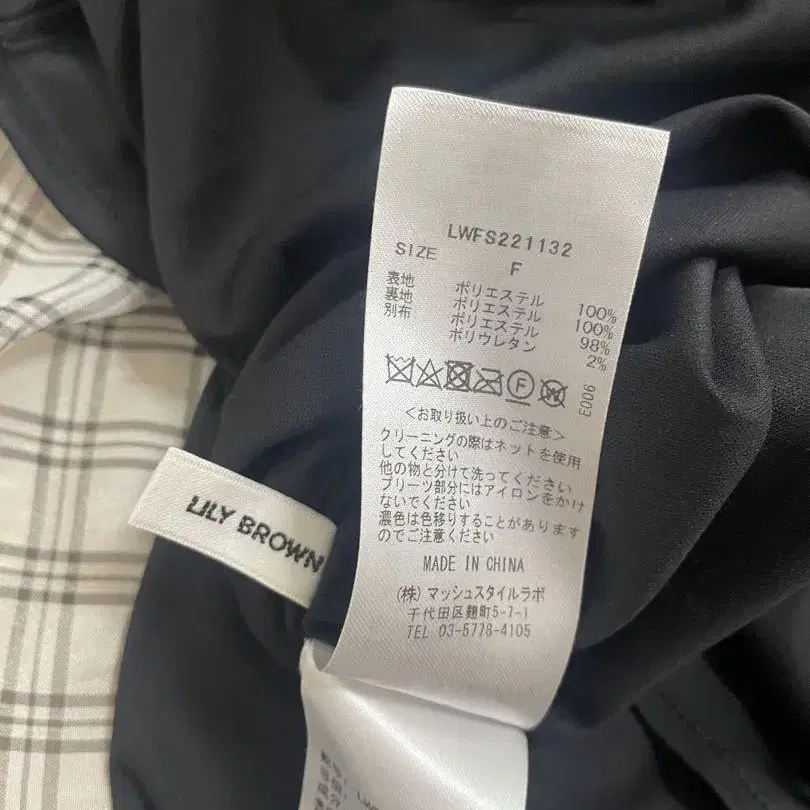 LWFS221132
SIZE F
表地 ポリエステル 100%
裏地 ポリエステル 100%
別布 ポリエステル 98%
ポリウレタン 2%
F
W
E006
<お取り扱い上のご注意>
クリーニングの際はネットを使用
してください
他の物と分けて洗ってください
プリーツ部分にはアイロンをかけ
ないでください
濃色は色移りすることがあります
のでご注意ください
MADE IN CHINA
(株)マッシュスタイルラボ
千代田区麹町5-7-1
TEL 03-5778-4105
LILY BROWN